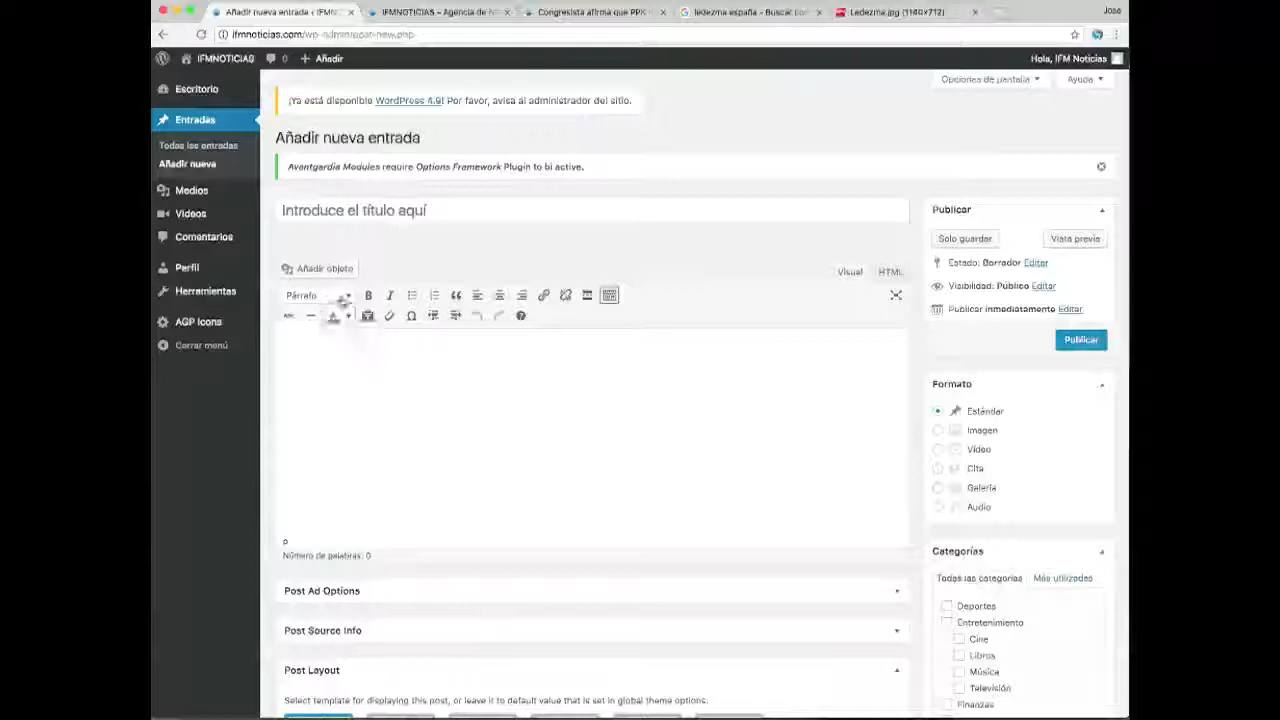 Añadir nueva entrada ‹ IFMN
IFMNOTICIAS – Agencia de N
Congresista afirma que PPK
ledezma españa - Buscar con
Ledezma.jpg (1140×712)
Jose
ifmnoticias.com/wp-admin/post-new.php
IFMNOTICIAS
0
Añadir
Hola, IFM Noticias
Opciones de pantalla
Ayuda
Escritorio
Entradas
Todas las entradas
Añadir nueva
Medios
Videos
Comentarios
Perfil
Herramientas
AGP Icons
Cerrar menú
¡Ya está disponible WordPress 4.9! Por favor, avisa al administrador del sitio.
Añadir nueva entrada
Avantgardia Modules require Options Framework Plugin to bi active.
Introduce el título aquí
Añadir objeto
Visual
HTML
Párrafo
B
I
ABC
A
Ω
p
Número de palabras: 0
Post Ad Options
Post Source Info
Post Layout
Select template for displaying this post, or leave it to default value that is set in global theme options.
Publicar
Solo guardar
Vista previa
Estado: Borrador Editar
Visibilidad: Público Editar
Publicar inmediatamente Editar
Publicar
Formato
Estándar
Imagen
Vídeo
Cita
Galería
Audio
Categorías
Todas las categorías
Más utilizadas
Deportes
Entretenimiento
Cine
Libros
Música
Televisión
Finanzas